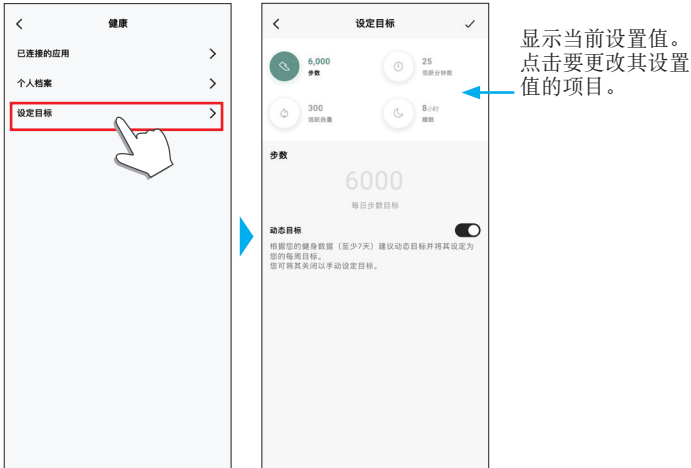 健康
已连接的应用
个人档案
设定目标
设定目标
6,000
步数
25
活跃分钟数
300
活跃热量
8小时
睡眠
步数
6000
每日步数目标
动态目标
根据您的健身数据（至少7天）建议动态目标并将其设定为
您的每周目标。
您可将其关闭以手动设定目标。
显示当前设置值。
点击要更改其设置
值的项目。